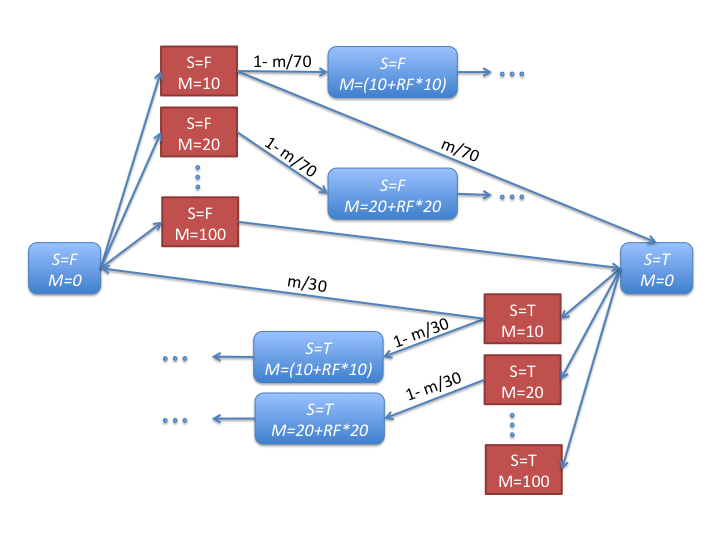 S=F
M=10
1- m/70
S=F
M=(10+RF*10)
S=F
M=20
1- m/70
m/70
S=F
M=20+RF*20
S=F
M=100
S=F
M=0
S=T
M=0
m/30
S=T
M=10
1- m/30
S=T
M=(10+RF*10)
S=T
M=20
1- m/30
S=T
M=20+RF*20
S=T
M=100